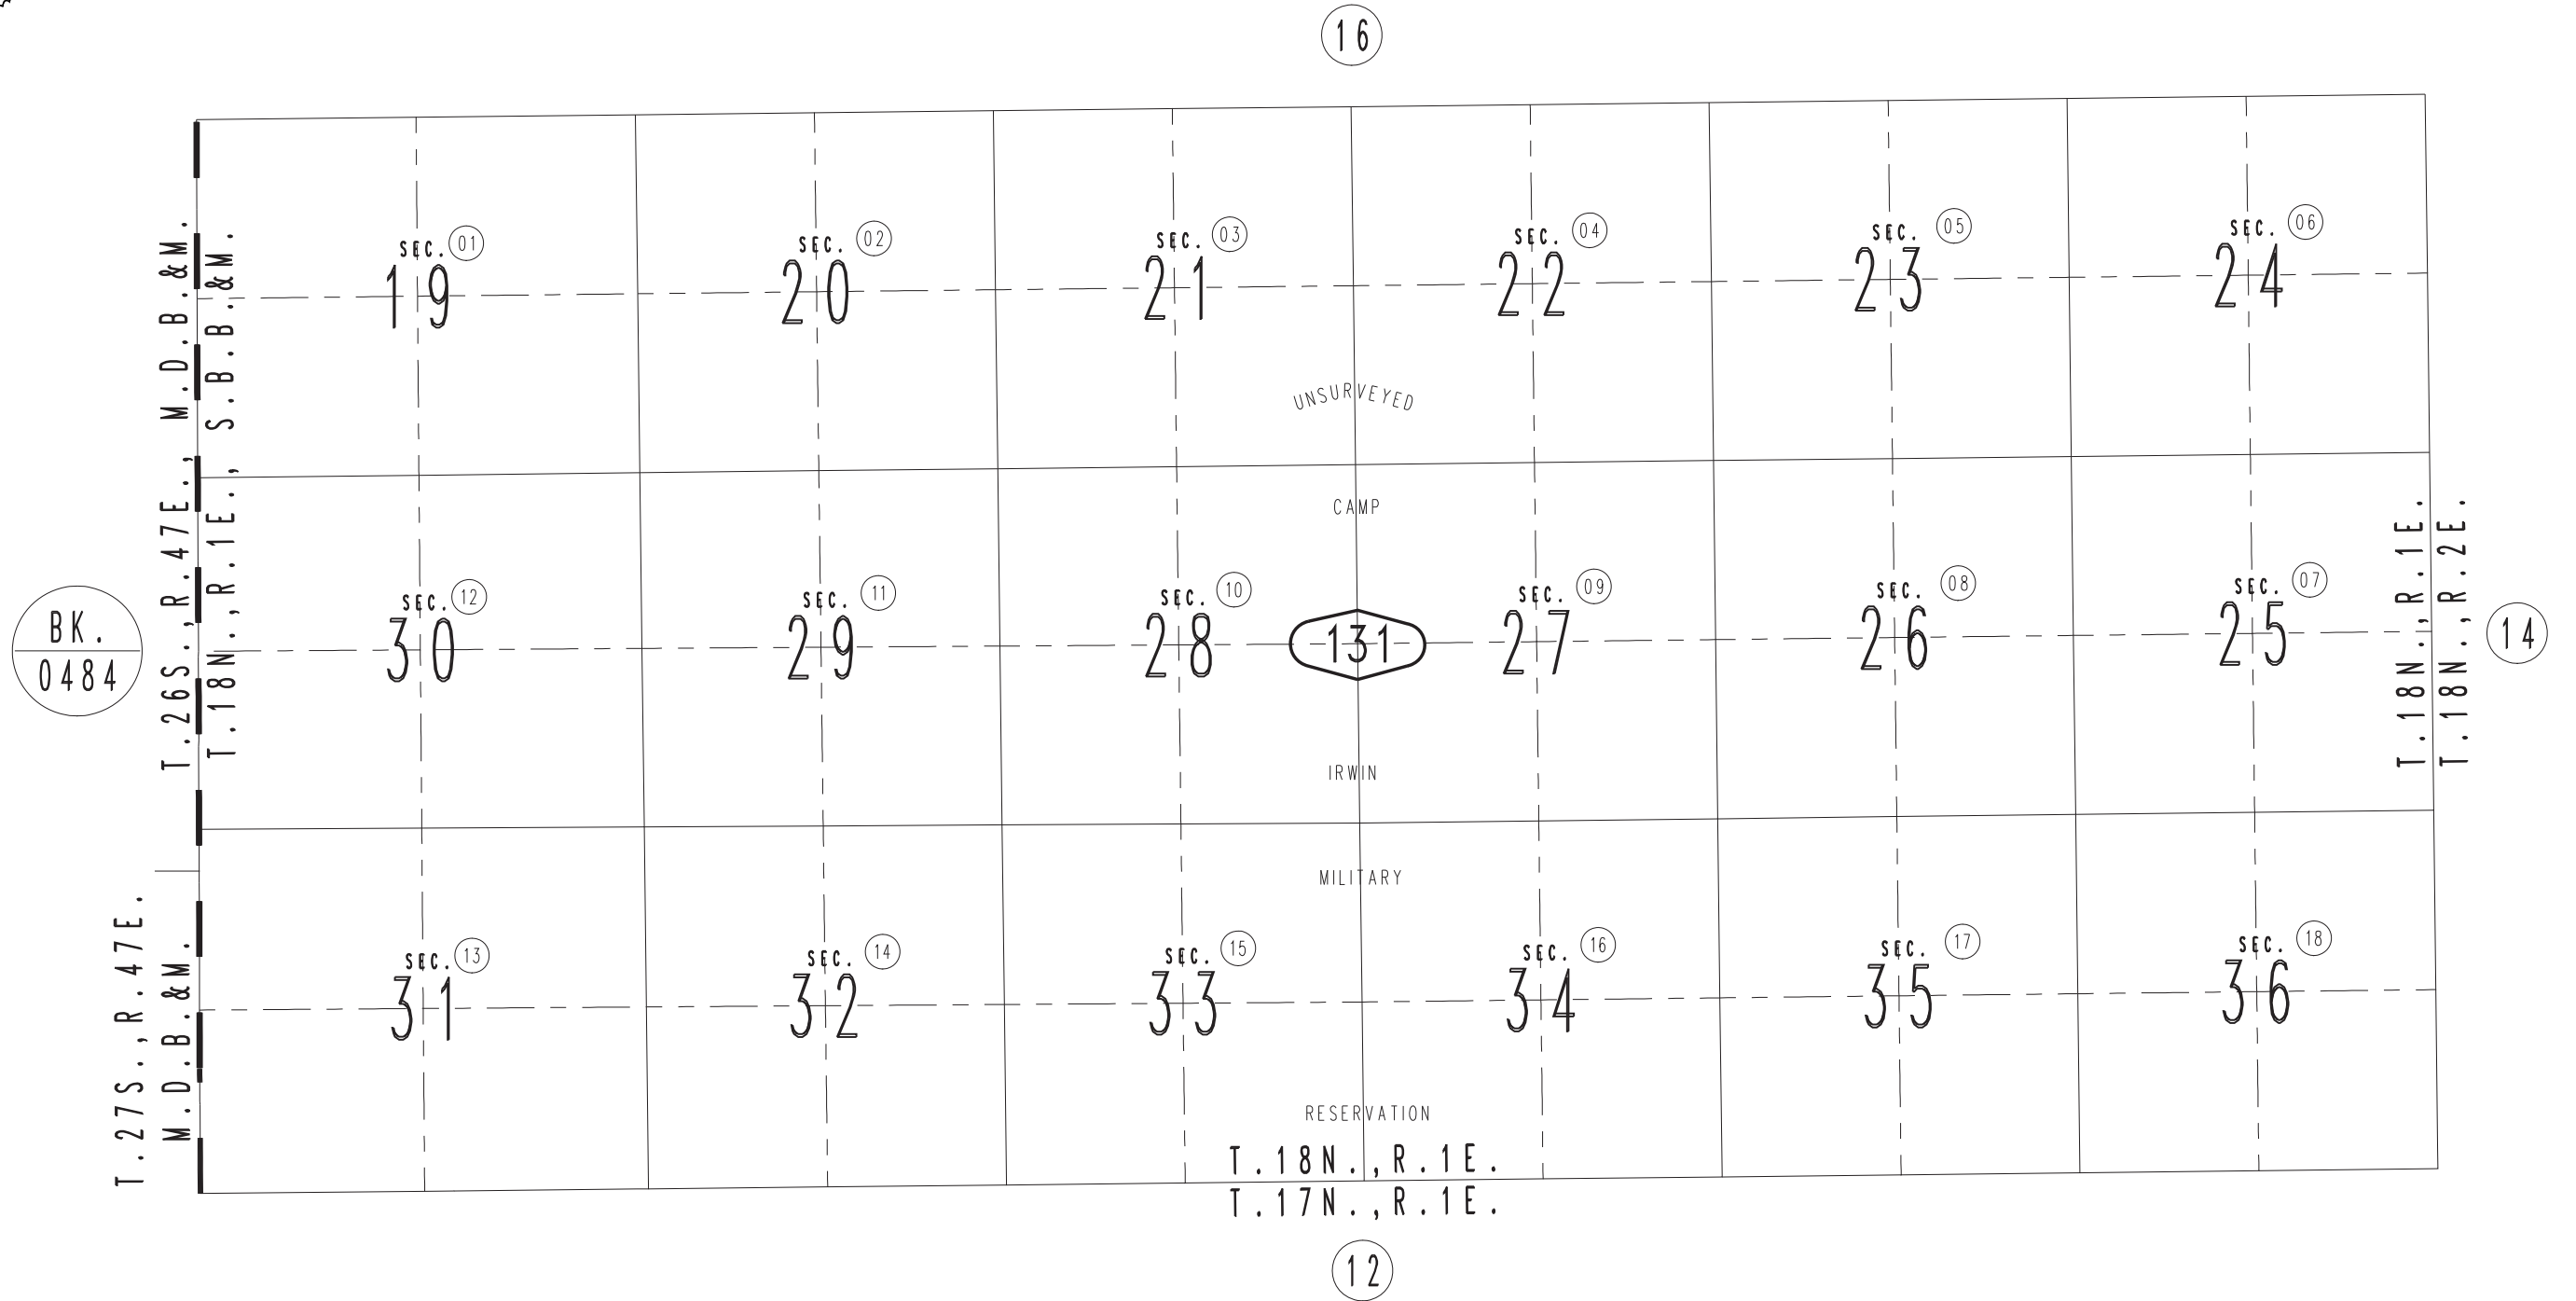 16
T.26S.,R.47E., M.D.B.&M.
T.18N.,R.1E., S.B.B.&M.
SEC. 01
19
SEC. 02
20
SEC. 03
21
SEC. 04
22
SEC. 05
23
SEC. 06
24
UNSURVEYED
CAMP
BK.
0484
SEC. 12
30
SEC. 11
29
SEC. 10
28
131
SEC. 09
27
SEC. 08
26
SEC. 07
25
T.18N.,R.1E.
T.18N.,R.2E.
14
IRWIN
MILITARY
T.27S.,R.47E.
M.D.B.&M.
SEC. 13
31
SEC. 14
32
SEC. 15
33
SEC. 16
34
SEC. 17
35
SEC. 18
36
RESERVATION
T.18N.,R.1E.
T.17N.,R.1E.
12